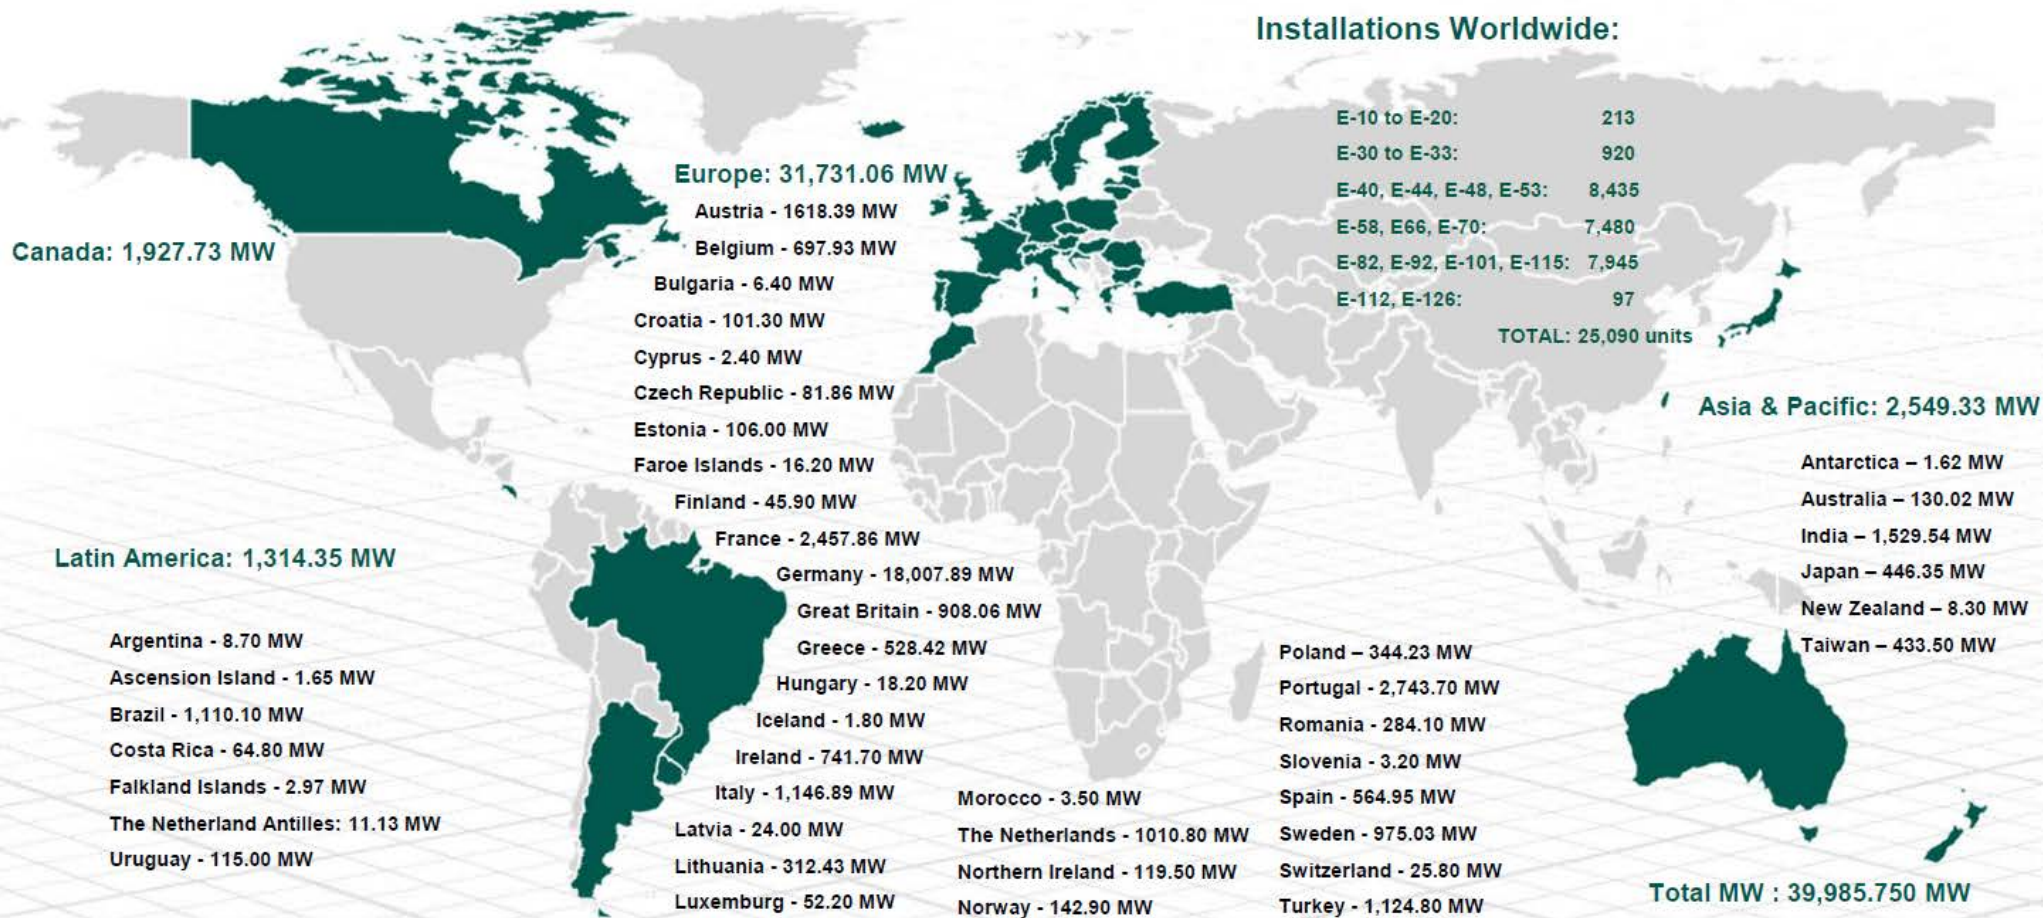 Installations Worldwide:
E-10 to E-20: 213
E-30 to E-33: 920
E-40, E-44, E-48, E-53: 8,435
E-58, E66, E-70: 7,480
E-82, E-92, E-101, E-115: 7,945
E-112, E-126: 97
TOTAL: 25,090 units
Canada: 1,927.73 MW
Europe: 31,731.06 MW
Austria - 1618.39 MW
Belgium - 697.93 MW
Bulgaria - 6.40 MW
Croatia - 101.30 MW
Cyprus - 2.40 MW
Czech Republic - 81.86 MW
Estonia - 106.00 MW
Faroe Islands - 16.20 MW
Finland - 45.90 MW
France - 2,457.86 MW
Germany - 18,007.89 MW
Great Britain - 908.06 MW
Greece - 528.42 MW
Hungary - 18.20 MW
Iceland - 1.80 MW
Ireland - 741.70 MW
Italy - 1,146.89 MW
Latvia - 24.00 MW
Lithuania - 312.43 MW
Luxemburg - 52.20 MW
Morocco - 3.50 MW
The Netherlands - 1010.80 MW
Northern Ireland - 119.50 MW
Norway - 142.90 MW
Poland – 344.23 MW
Portugal - 2,743.70 MW
Romania - 284.10 MW
Slovenia - 3.20 MW
Spain - 564.95 MW
Sweden - 975.03 MW
Switzerland - 25.80 MW
Turkey - 1,124.80 MW
Latin America: 1,314.35 MW
Argentina - 8.70 MW
Ascension Island - 1.65 MW
Brazil - 1,110.10 MW
Costa Rica - 64.80 MW
Falkland Islands - 2.97 MW
The Netherland Antilles: 11.13 MW
Uruguay - 115.00 MW
Asia & Pacific: 2,549.33 MW
Antarctica – 1.62 MW
Australia – 130.02 MW
India – 1,529.54 MW
Japan – 446.35 MW
New Zealand – 8.30 MW
Taiwan – 433.50 MW
Total MW : 39,985.750 MW